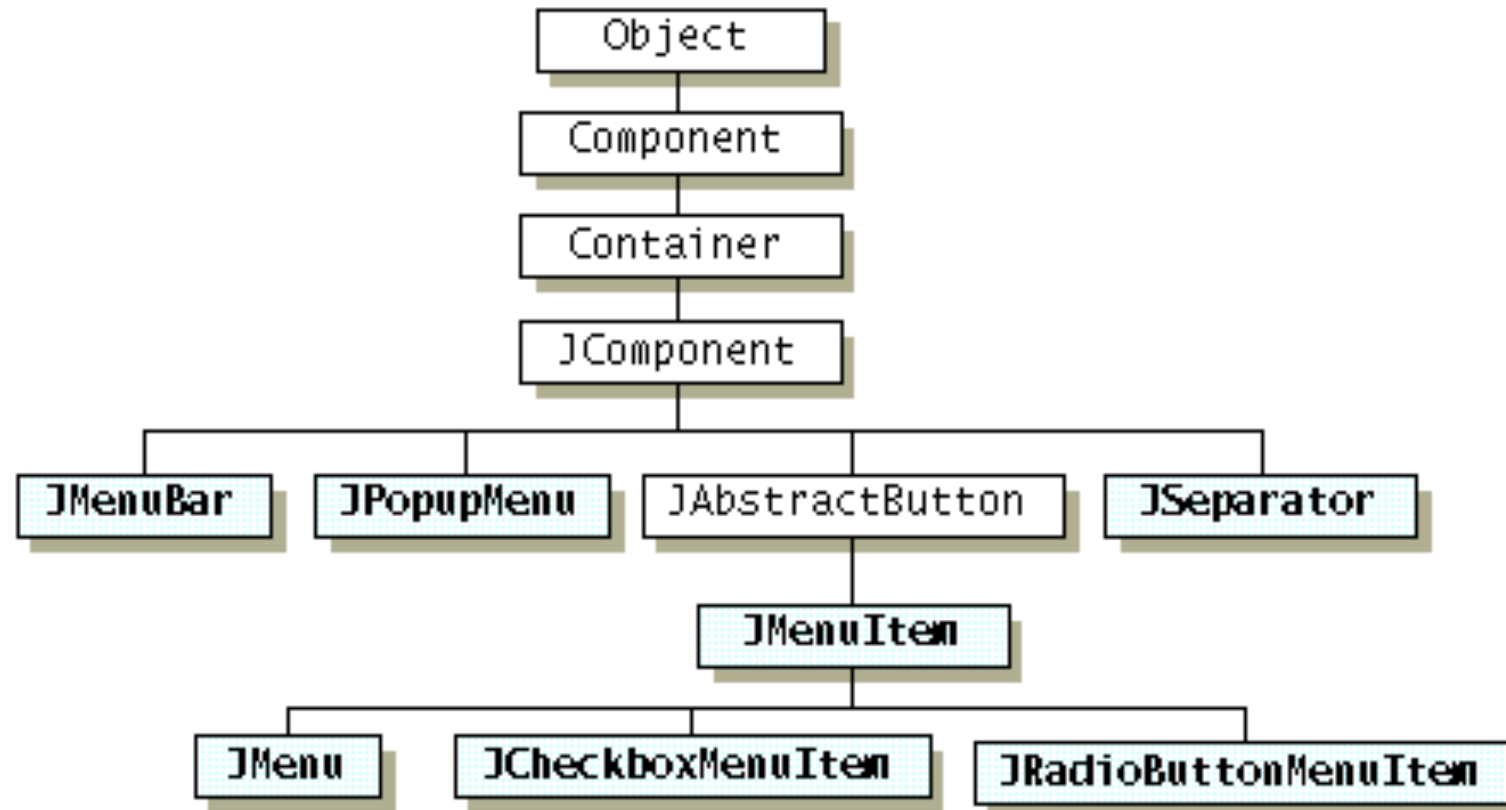 Object
Component
Container
JComponent
JMenuBar JPopupMenu JAbstractButton JSeparator
JMenuItem
JMenu JCheckboxMenuItem JRadioButtonMenuItem